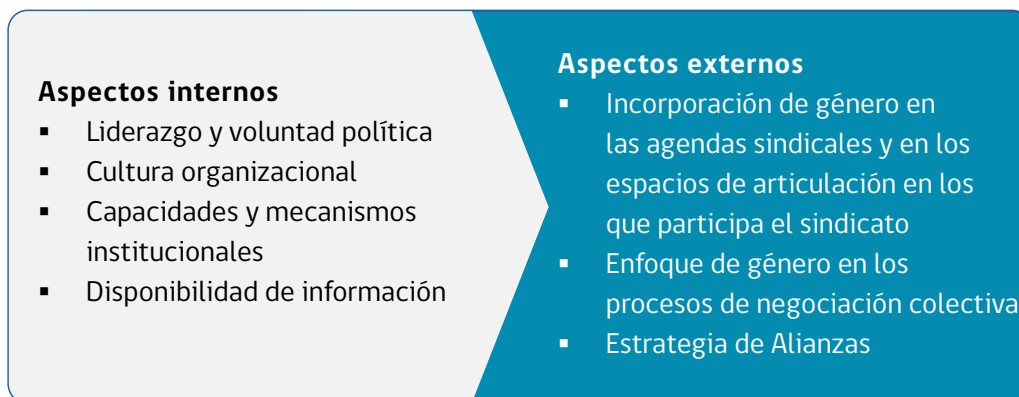 Aspectos internos
▪ Liderazgo y voluntad política
▪ Cultura organizacional
▪ Capacidades y mecanismos
institucionales
▪ Disponibilidad de información
Aspectos externos
▪ Incorporación de género en
las agendas sindicales y en los
espacios de articulación en los
que participa el sindicato
▪ Enfoque de género en los
procesos de negociación colectiva
▪ Estrategia de Alianzas